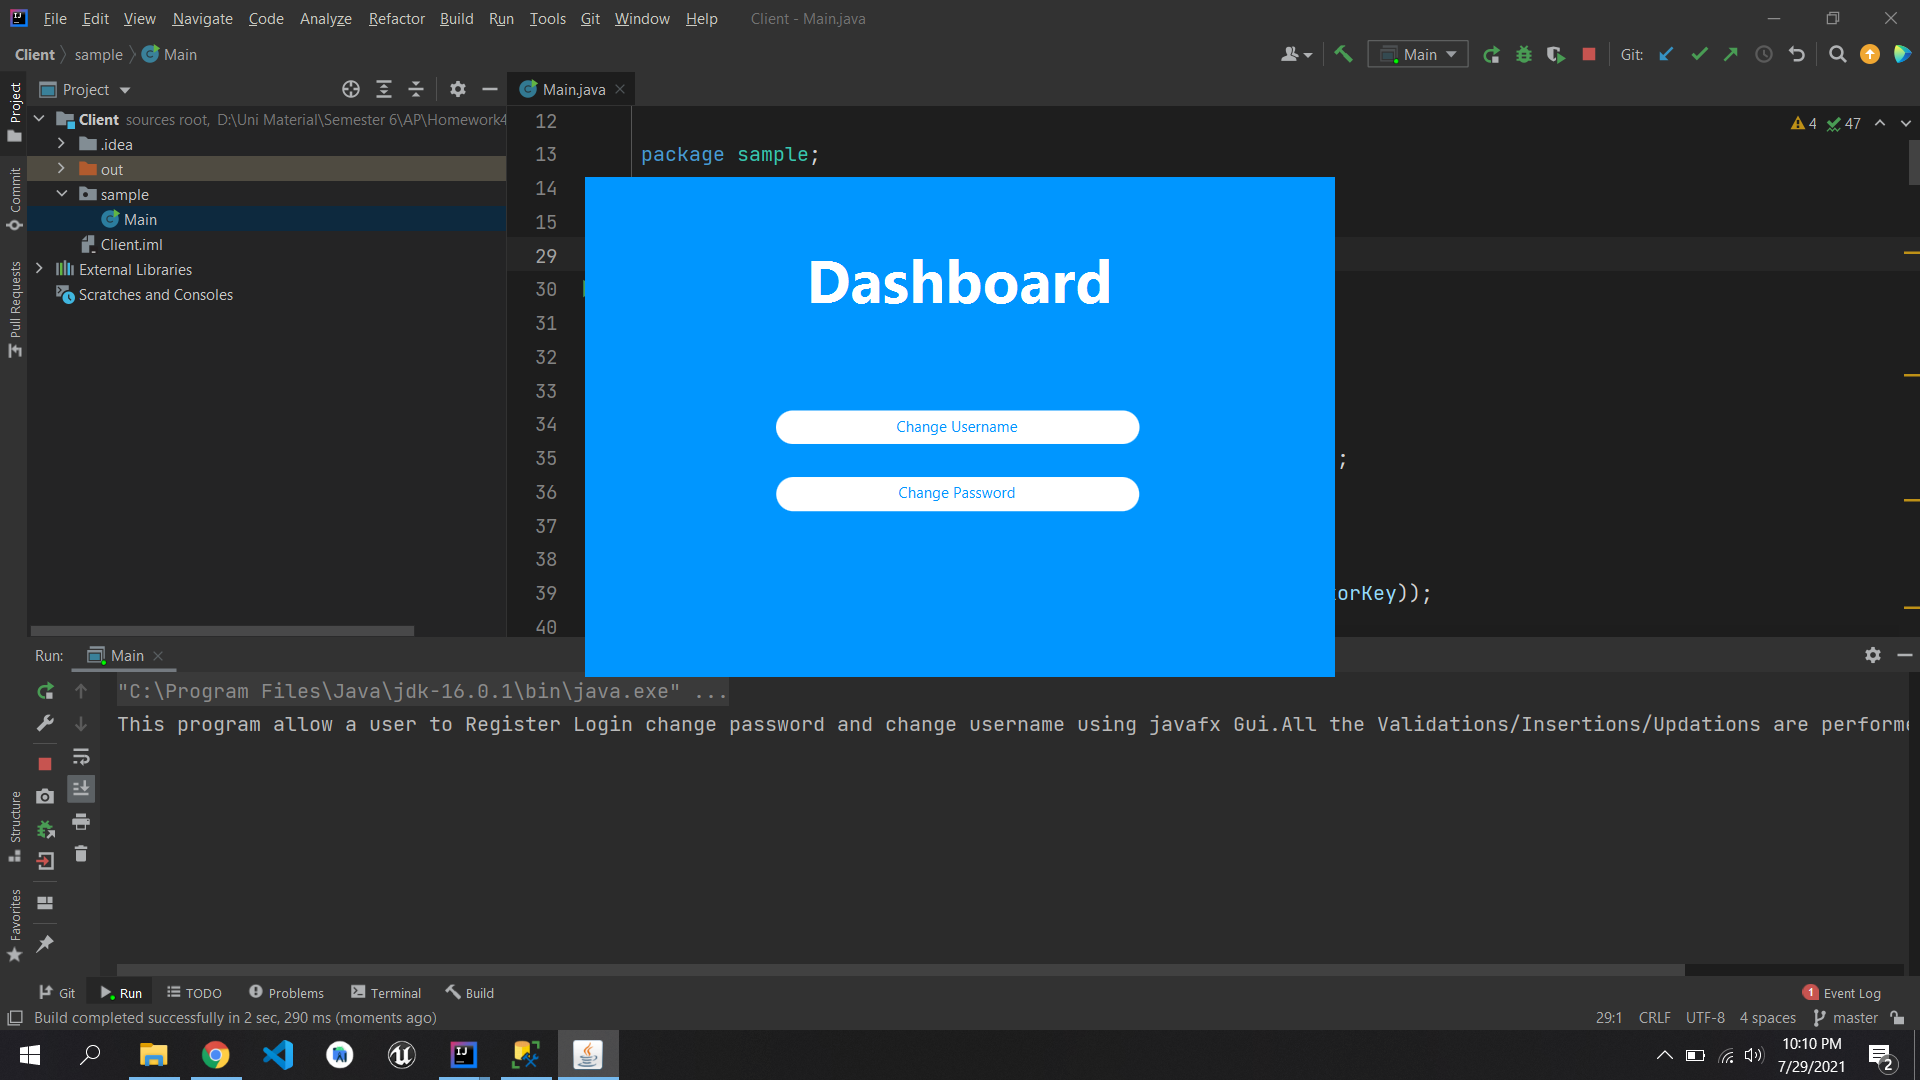 File Edit View Navigate Code Analyze Refactor Build Run Tools Git Window Help Client - Main.java
Client sample Main
Main Git:
Project
Main.java
Client sources root, D:\Uni Material\Semester 6\AP\Homework4
.idea
out
sample
Main
Client.iml
External Libraries
Scratches and Consoles
Project
Commit
Pull Requests
Structure
Favorites
4 47
12
13 package sample;
14
15
29
30
31
32
33
34
35 ;
36
37
38
39 orKey));
40
Dashboard
Change Username
Change Password
Run: Main
"C:\Program Files\Java\jdk-16.0.1\bin\java.exe" ...
This program allow a user to Register Login change password and change username using javafx Gui.All the Validations/Insertions/Updations are performe
Git Run TODO Problems Terminal Build 1 Event Log
Build completed successfully in 2 sec, 290 ms (moments ago) 29:1 CRLF UTF-8 4 spaces master
10:10 PM
7/29/2021
2